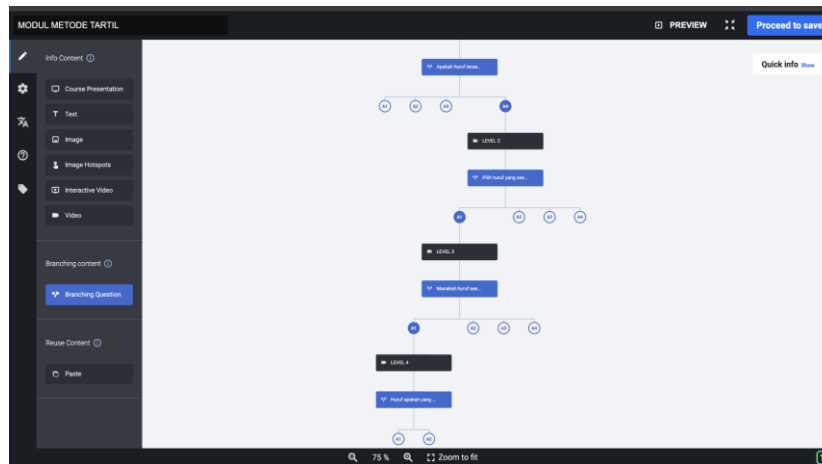 MODUL METODE TARTIL
PREVIEW
Proceed to save
Info Content
Quick info Show
Course Presentation
Text
Image
Image Hotspots
Interactive Video
Video
Branching content
Branching Question
Reuse Content
Paste
Apakah huruf
A1 A2 A3 A4
LEVEL 2
Pilih huruf yang ses...
A1 A2 A3 A4
LEVEL 3
Manakah huruf ses...
A1 A2 A3 A4
LEVEL 4
Huruf apakah yang ...
A1 A2
75 %
Zoom to fit